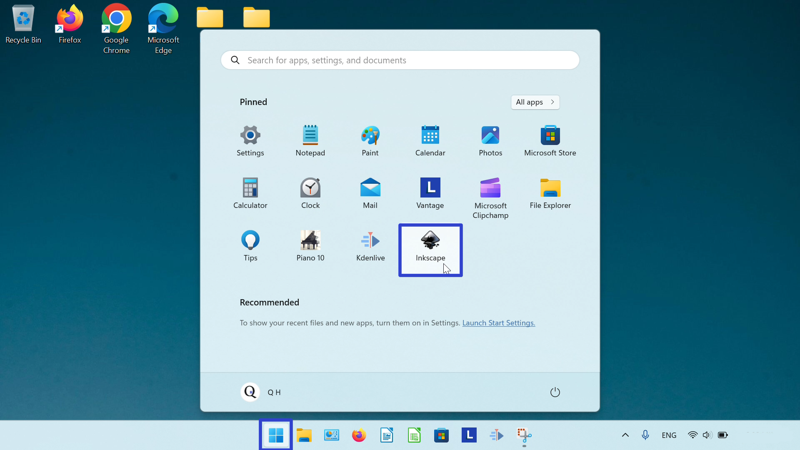 Recycle Bin
Firefox
Google
Chrome
Microsoft
Edge
Search for apps, settings, and documents
Pinned
All apps
Settings
Notepad
Paint
Calendar
Photos
Microsoft Store
Calculator
Clock
Mail
L
Vantage
Microsoft
Clipchamp
File Explorer
Tips
Piano 10
Kdenlive
Inkscape
Recommended
To show your recent files and new apps, turn them on in Settings. Launch Start Settings.
Q
Q H
L
ENG